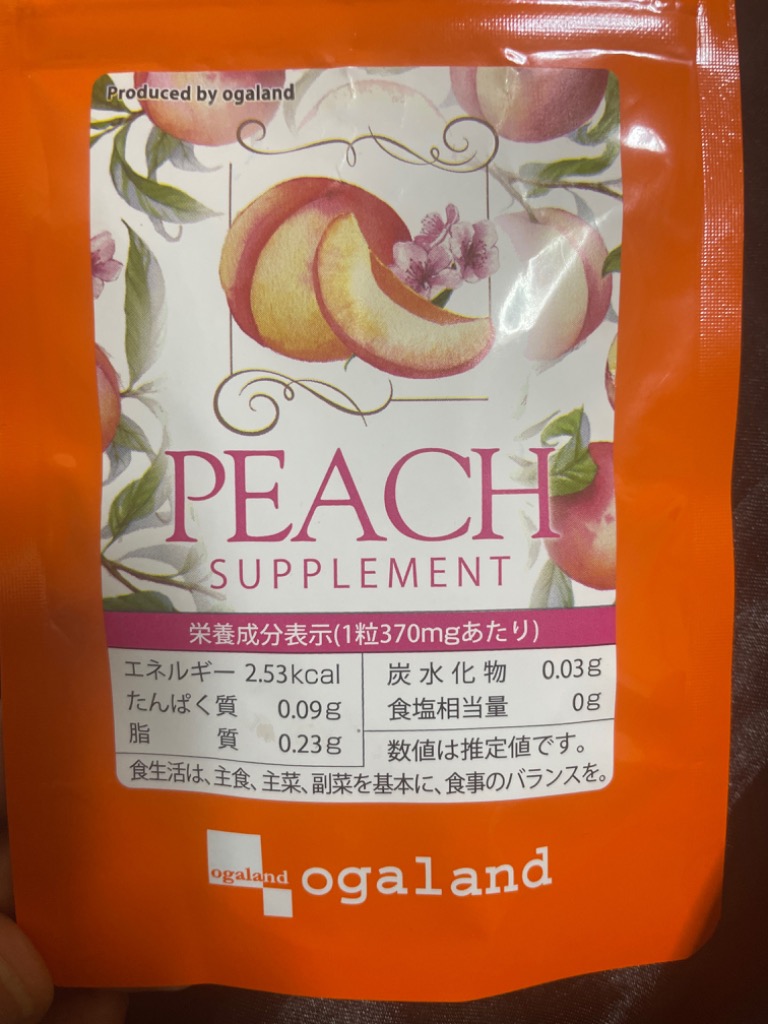 Produced by ogaland
PEACH
SUPPLEMENT
栄養成分表示(1粒370mgあたり)
エネルギー 2.53kcal
たんぱく質 0.09g
脂質 0.23g
炭水化物 0.03g
食塩相当量 0g
数値は推定値です。
食生活は、主食、主菜、副菜を基本に、食事のバランスを。
ogaland
ogaland